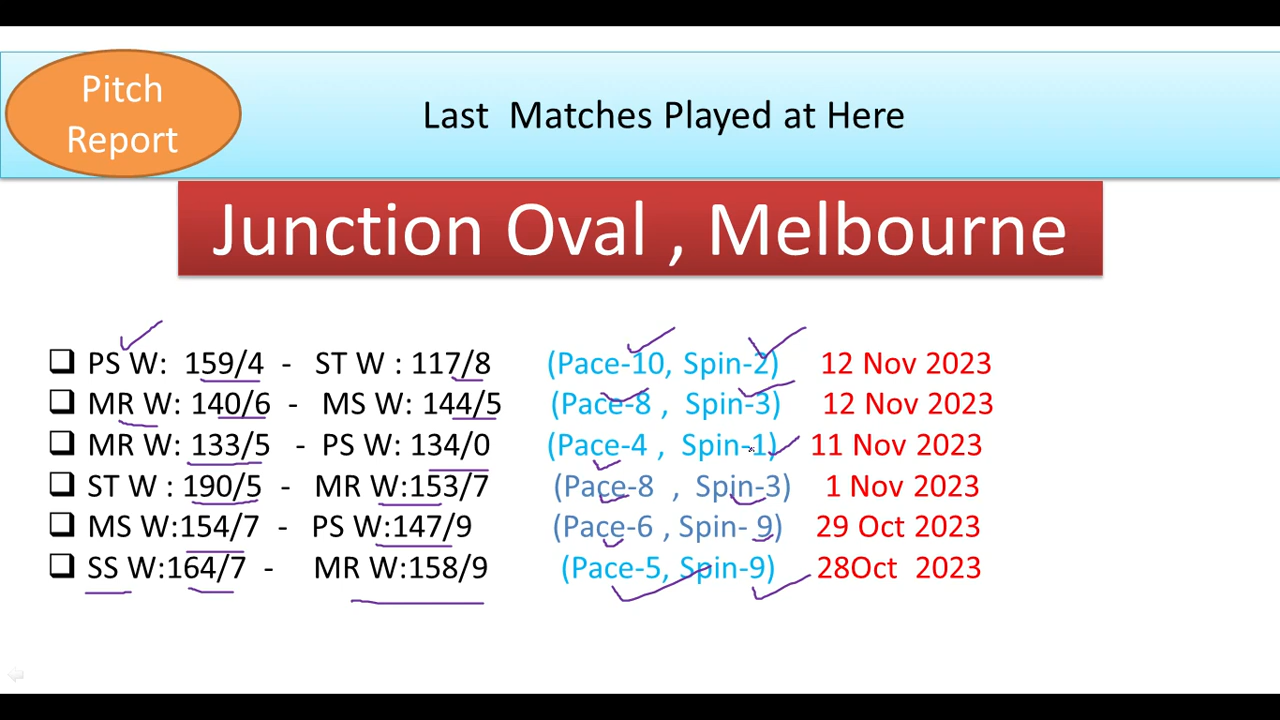 Pitch
Report
Last Matches Played at Here
Junction Oval , Melbourne
PS W: 159/4 - ST W : 117/8 (Pace-10, Spin-2) 12 Nov 2023
MR W: 140/6 - MS W: 144/5 (Pace-8 , Spin-3) 12 Nov 2023
MR W: 133/5 - PS W: 134/0 (Pace-4 , Spin-1) 11 Nov 2023
ST W : 190/5 - MR W:153/7 (Pace-8 , Spin-3) 1 Nov 2023
MS W:154/7 - PS W:147/9 (Pace-6 , Spin- 9) 29 Oct 2023
SS W:164/7 - MR W:158/9 (Pace-5, Spin-9) 28Oct 2023